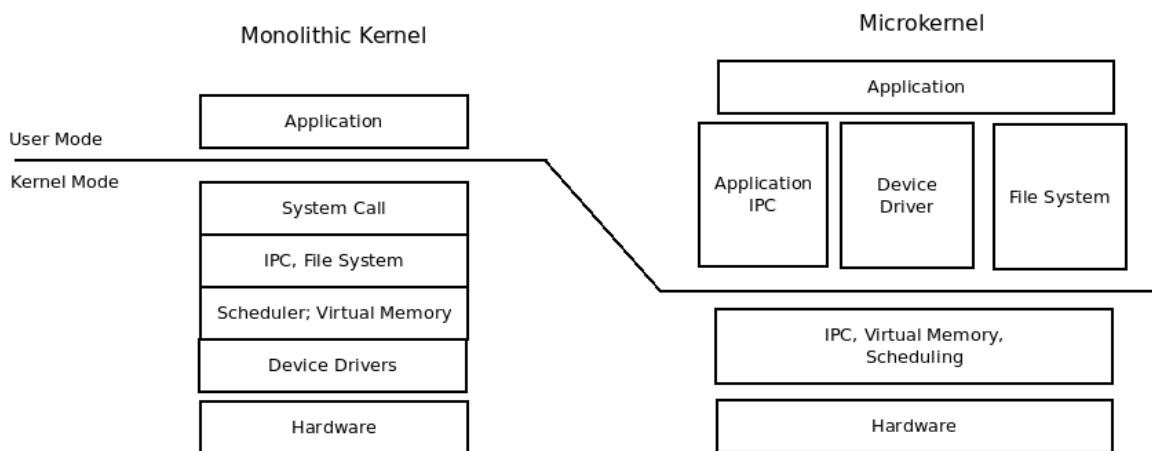 Monolithic Kernel
Application
User Mode
Kernel Mode
System Call
IPC, File System
Scheduler; Virtual Memory
Device Drivers
Hardware
Microkernel
Application
Application
IPC
Device
Driver
File System
IPC, Virtual Memory,
Scheduling
Hardware